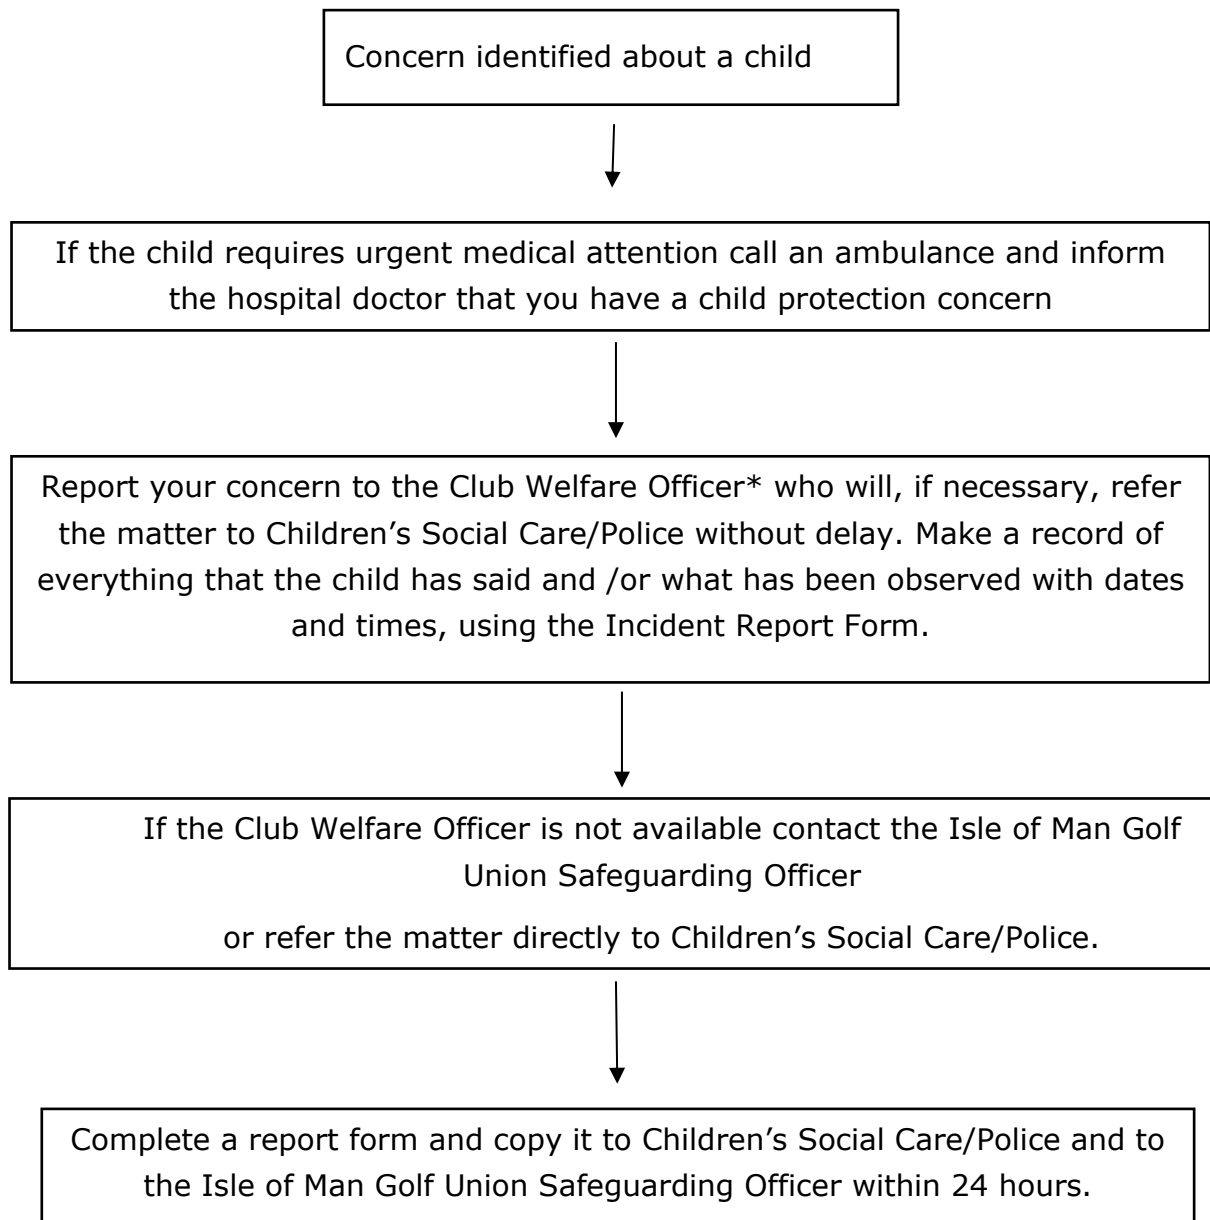 Concern identified about a child
If the child requires urgent medical attention call an ambulance and inform
the hospital doctor that you have a child protection concern
Report your concern to the Club Welfare Officer* who will, if necessary, refer
the matter to Children’s Social Care/Police without delay. Make a record of
everything that the child has said and /or what has been observed with dates
and times, using the Incident Report Form.
If the Club Welfare Officer is not available contact the Isle of Man Golf
Union Safeguarding Officer
or refer the matter directly to Children’s Social Care/Police.
Complete a report form and copy it to Children’s Social Care/Police and to
the Isle of Man Golf Union Safeguarding Officer within 24 hours.